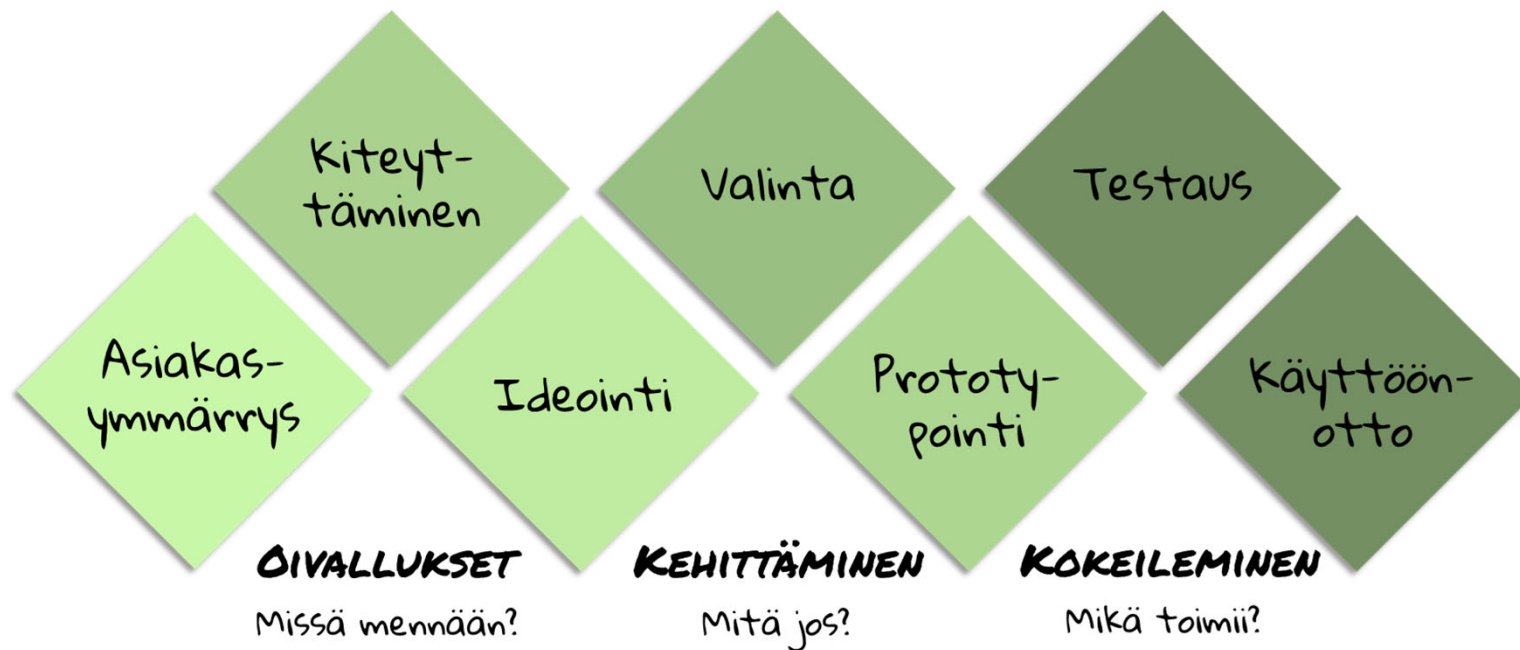 Kiteyt-
täminen
Valinta
Testaus
Asiakas-
ymmärrys
Ideointi
Prototy-
pointi
Käyttöön-
otto
OIVALLUKSET
Missä mennään?
KEHITTÄMINEN
Mitä jos?
KOKEILEMINEN
Mikä toimii?